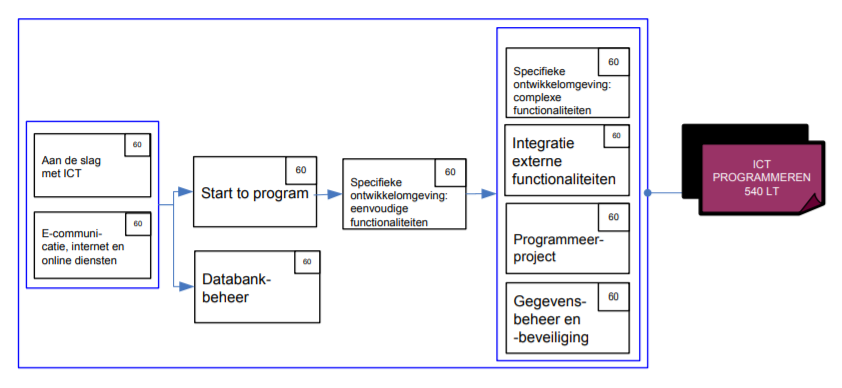 60
Aan de slag
met ICT
60
E-communi-
catie, internet en
online diensten
60
Start to program
60
Databank-
beheer
60
Specifieke
ontwikkelomgeving:
eenvoudige
functionaliteiten
60
Specifieke
ontwikkelomgeving:
complexe
functionaliteiten
60
Integratie
externe
functionaliteiten
60
Programmeer-
project
60
Gegevens-
beheer en
-beveiliging
ICT
PROGRAMMEREN
540 LT